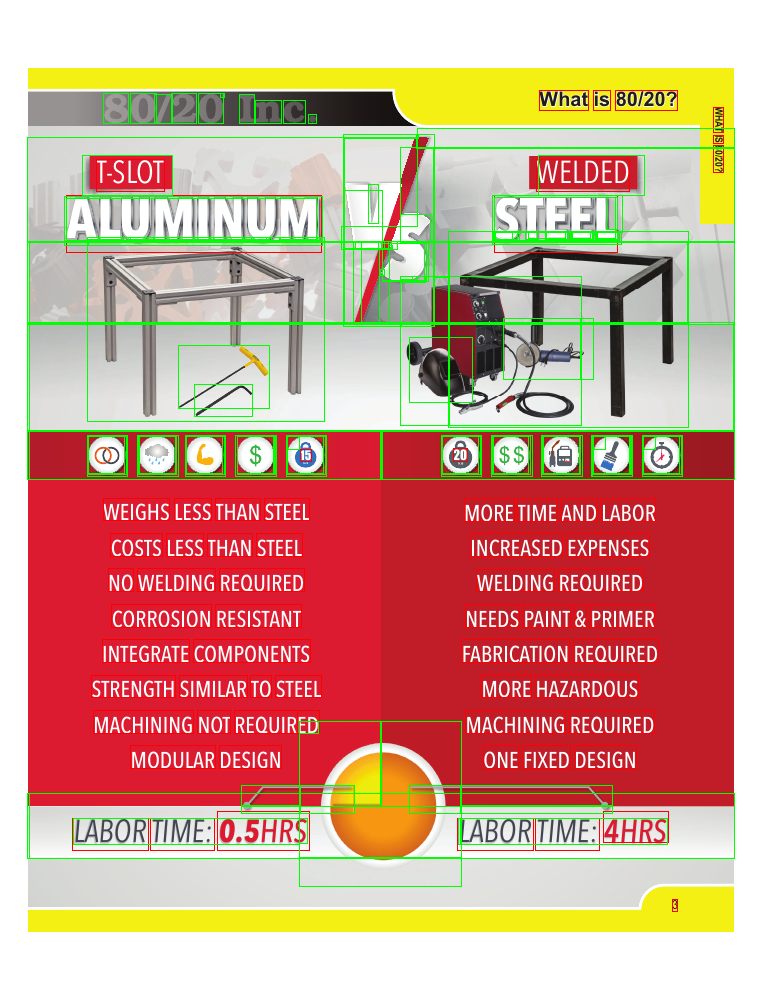 80/20 Inc.
What is 80/20?
WHAT IS 80/20?
T-SLOT
ALUMINUM
VS
WELDED
STEEL
$
15
20
$$
WEIGHS LESS THAN STEEL
COSTS LESS THAN STEEL
NO WELDING REQUIRED
CORROSION RESISTANT
INTEGRATE COMPONENTS
STRENGTH SIMILAR TO STEEL
MACHINING NOT REQUIRED
MODULAR DESIGN
MORE TIME AND LABOR
INCREASED EXPENSES
WELDING REQUIRED
NEEDS PAINT & PRIMER
FABRICATION REQUIRED
MORE HAZARDOUS
MACHINING REQUIRED
ONE FIXED DESIGN
LABOR TIME: 0.5HRS
LABOR TIME: 4HRS
3